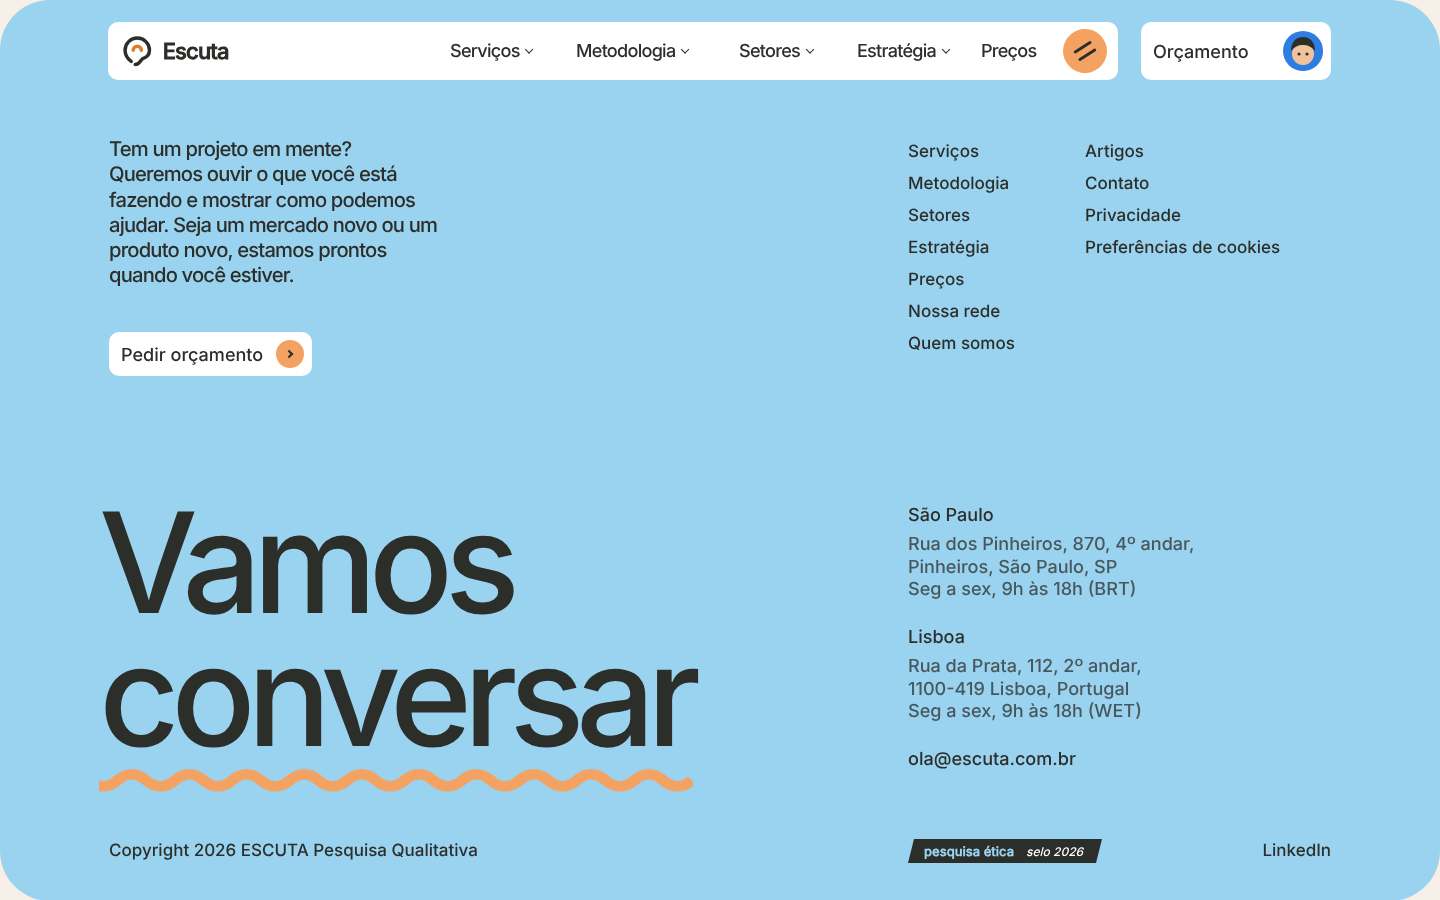 Escuta
Serviços
Metodologia
Setores
Estratégia
Preços
Orçamento
Tem um projeto em mente?
Queremos ouvir o que você está
fazendo e mostrar como podemos
ajudar. Seja um mercado novo ou um
produto novo, estamos prontos
quando você estiver.
Pedir orçamento
Serviços
Metodologia
Setores
Estratégia
Preços
Nossa rede
Quem somos
Artigos
Contato
Privacidade
Preferências de cookies
Vamos
conversar
São Paulo
Rua dos Pinheiros, 870, 4º andar,
Pinheiros, São Paulo, SP
Seg a sex, 9h às 18h (BRT)
Lisboa
Rua da Prata, 112, 2º andar,
1100-419 Lisboa, Portugal
Seg a sex, 9h às 18h (WET)
ola@escuta.com.br
Copyright 2026 ESCUTA Pesquisa Qualitativa
pesquisa ética selo 2026
LinkedIn